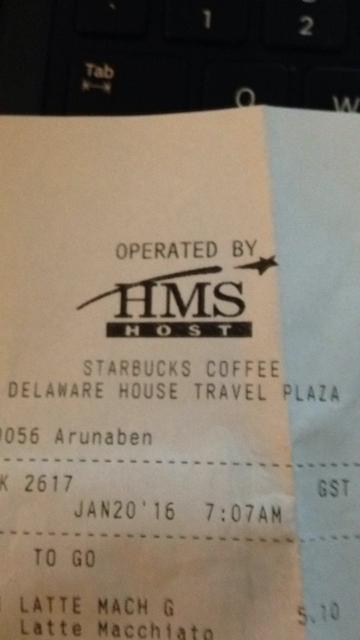 1 2
Tab
Q W
OPERATED BY
HMS
HOST
STARBUCKS COFFEE
DELAWARE HOUSE TRAVEL PLAZA
0056 Arunaben
K 2617 GST
JAN20'16 7:07AM
TO GO
LATTE MACH G 5.10
Latte Macchiato